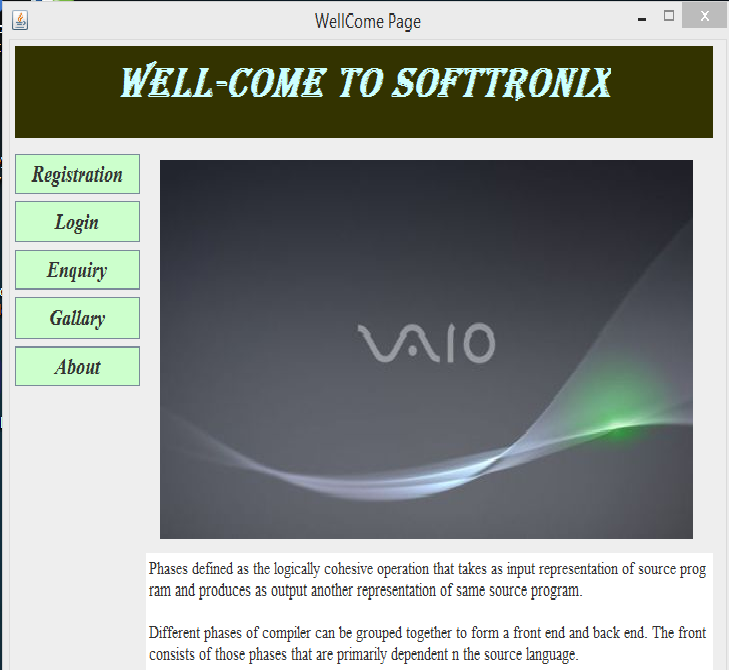 WellCome Page
X
WELL-COME TO SOFTTRONIX
Registration
Login
Enquiry
Gallary
About
VAIO
Phases defined as the logically cohesive operation that takes as input representation of source prog
ram and produces as output another representation of same source program.
Different phases of compiler can be grouped together to form a front end and back end. The front
consists of those phases that are primarily dependent n the source language.